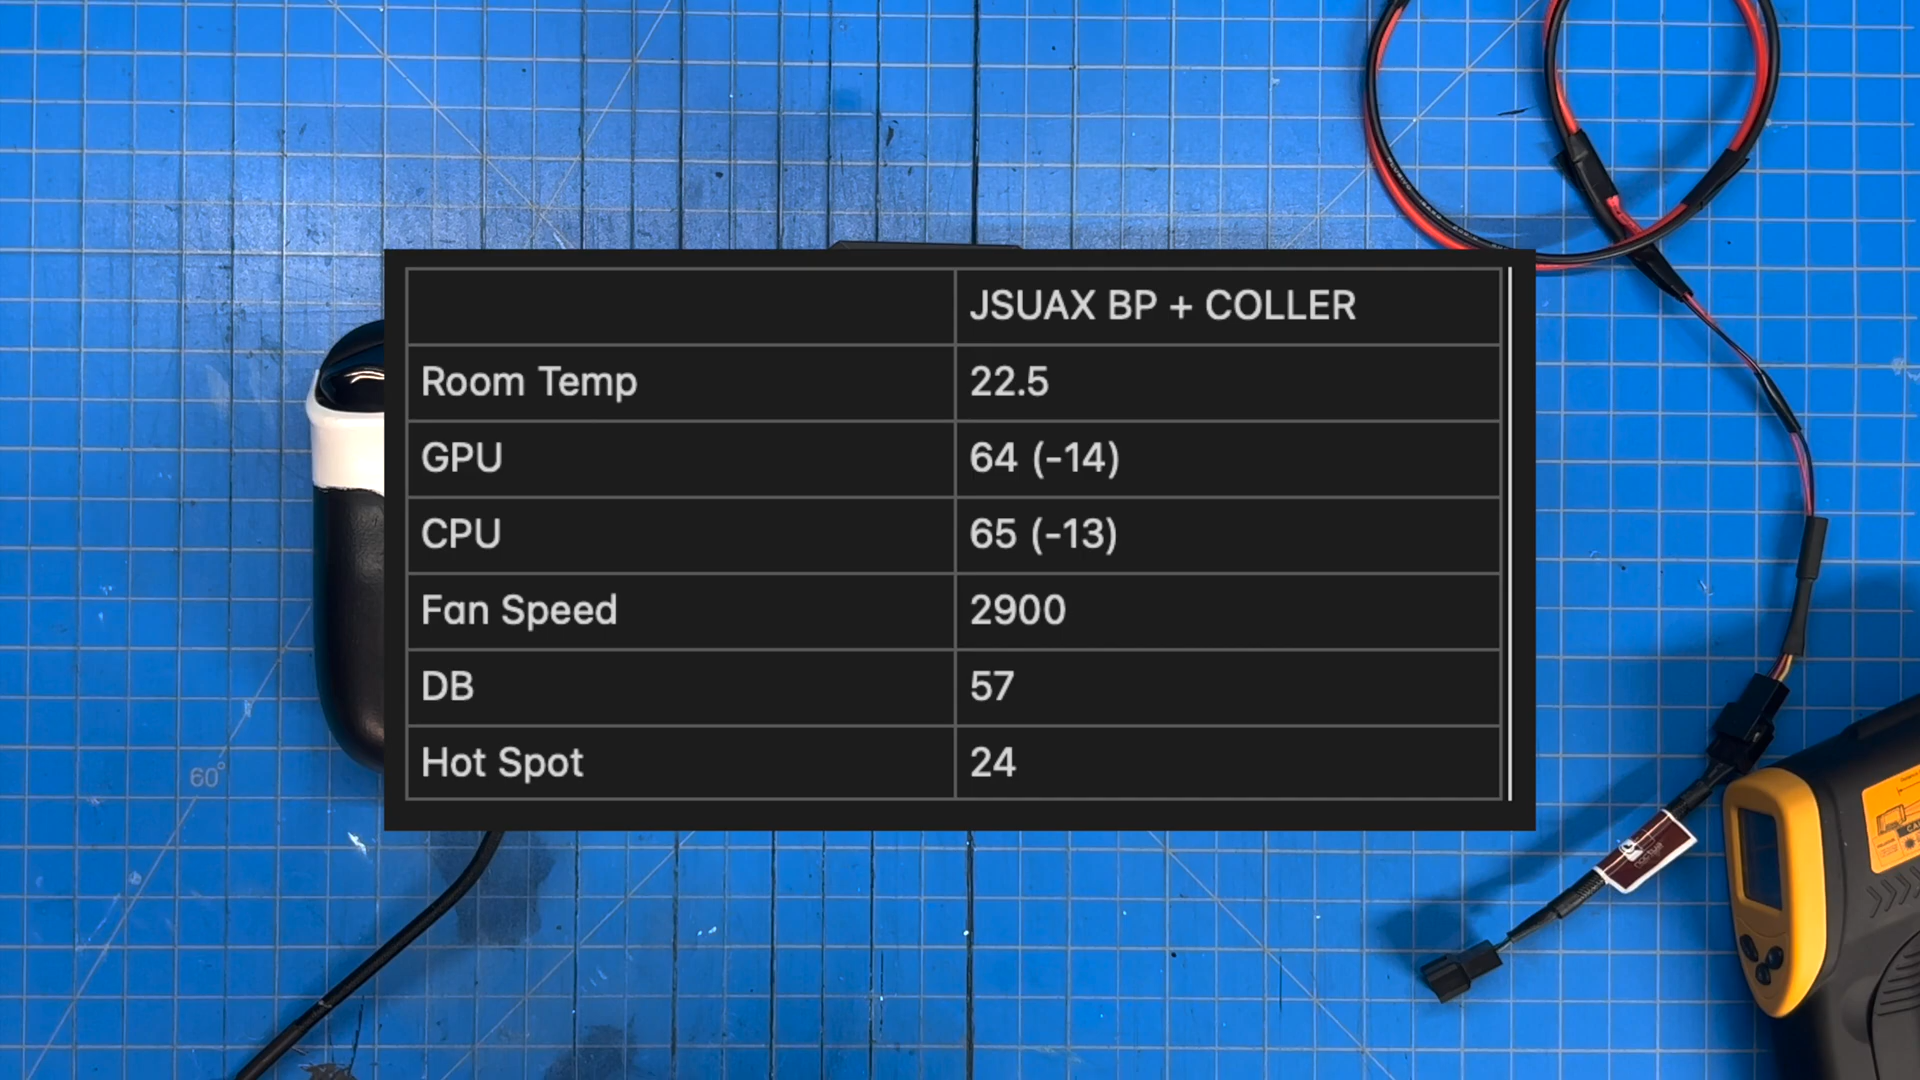 JSUAX BP + COLLER
Room Temp 22.5
GPU 64 (-14)
CPU 65 (-13)
Fan Speed 2900
DB 57
Hot Spot 24
60°
noctua